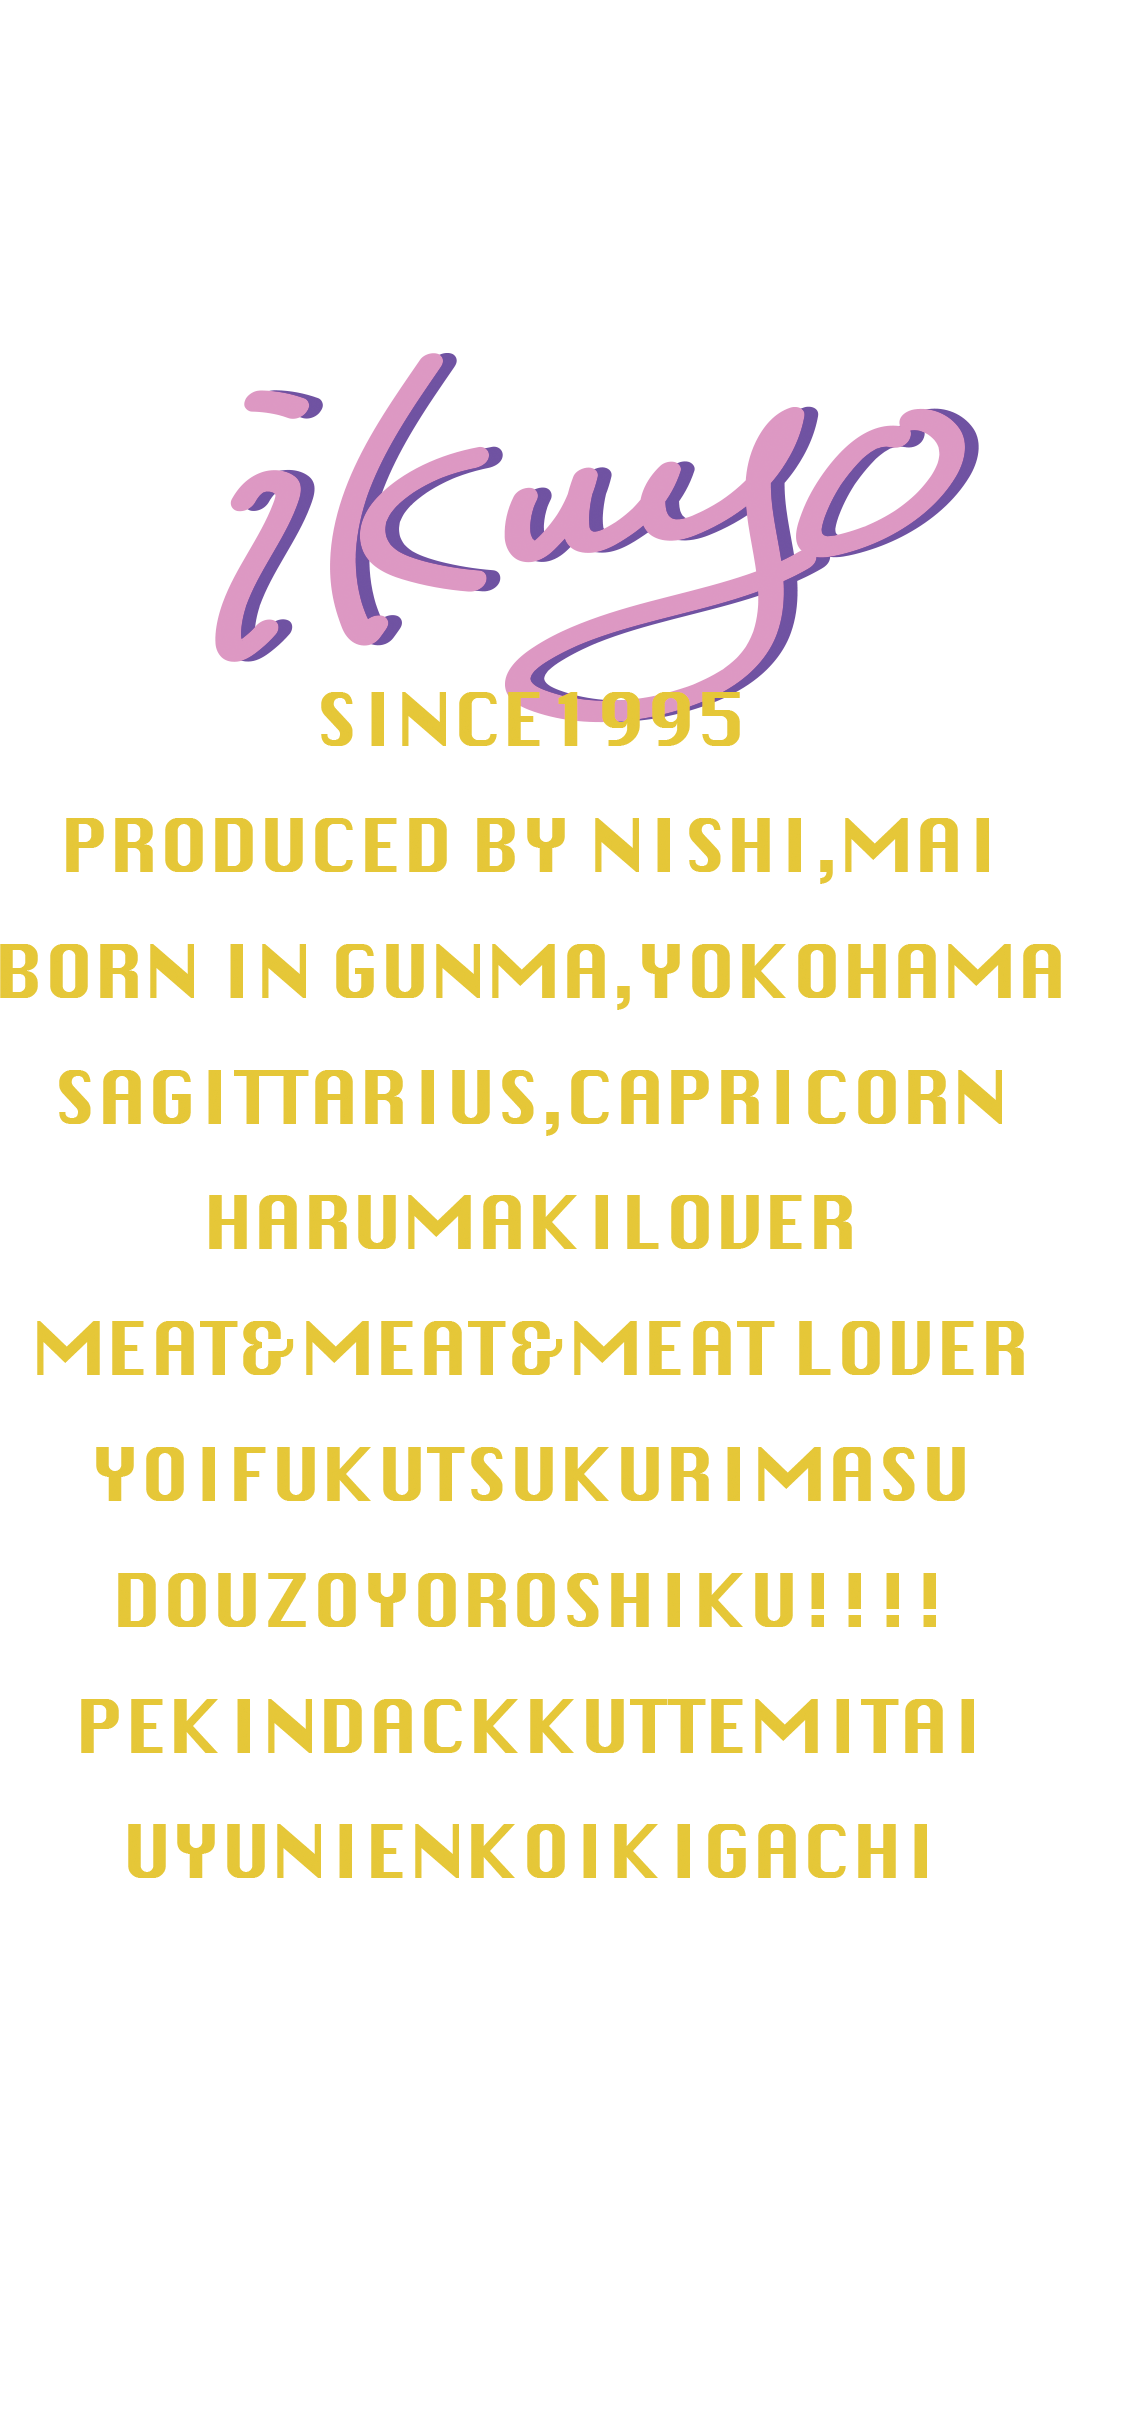 ikuyo
SINCE1995
PRODUCED BY NISHI,MAI
BORN IN GUNMA,YOKOHAMA
SAGITTARIUS,CAPRICORN
HARUMAKILOVER
MEAT&MEAT&MEAT LOVER
YOIFUKUTSUKURIMASU
DOUZOYOROSHIKU!!!!
PEKINDACKKUTTEMITAI
UYUNIENKOIKIGACHI